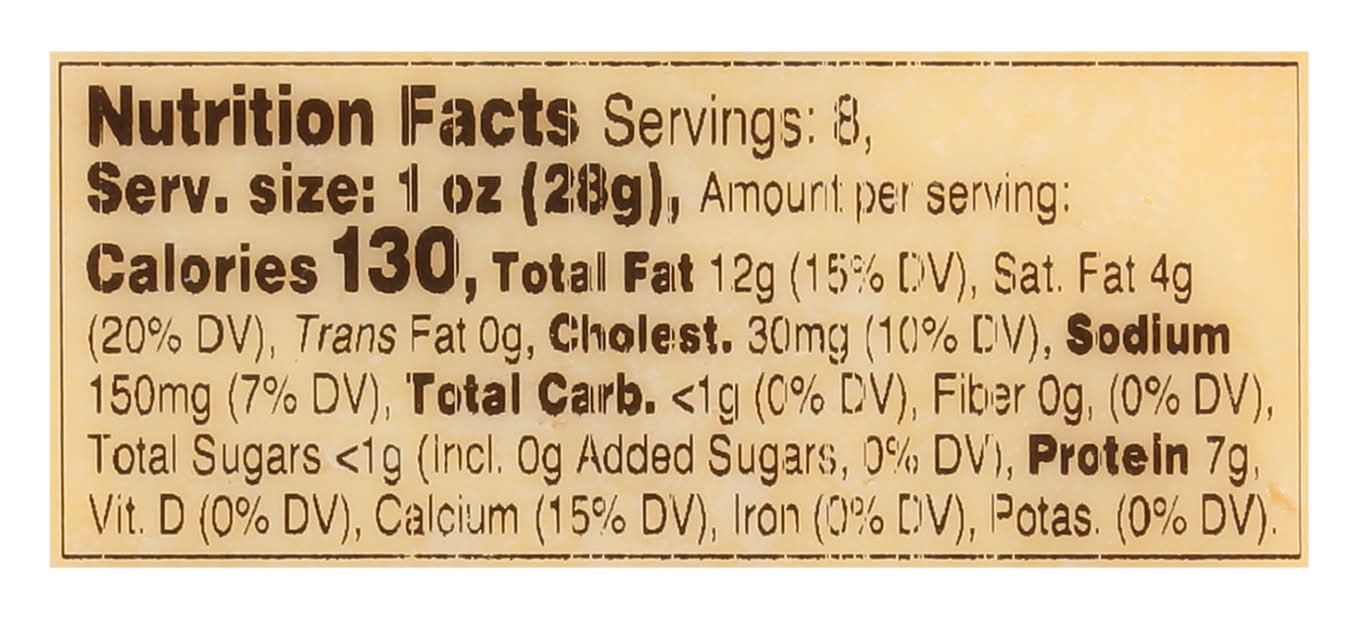 Nutrition Facts Servings: 8,
Serv. size: 1 oz (28g), Amount per serving:
Calories 130, Total Fat 12g (15% DV), Sat. Fat 4g
(20% DV), Trans Fat 0g, Cholest. 30mg (10% DV), Sodium
150mg (7% DV), Total Carb. <1g (0% DV), Fiber 0g, (0% DV),
Total Sugars <1g (Incl. 0g Added Sugars, 0% DV), Protein 7g,
Vit. D (0% DV), Calcium (15% DV), Iron (0% DV), Potas. (0% DV).